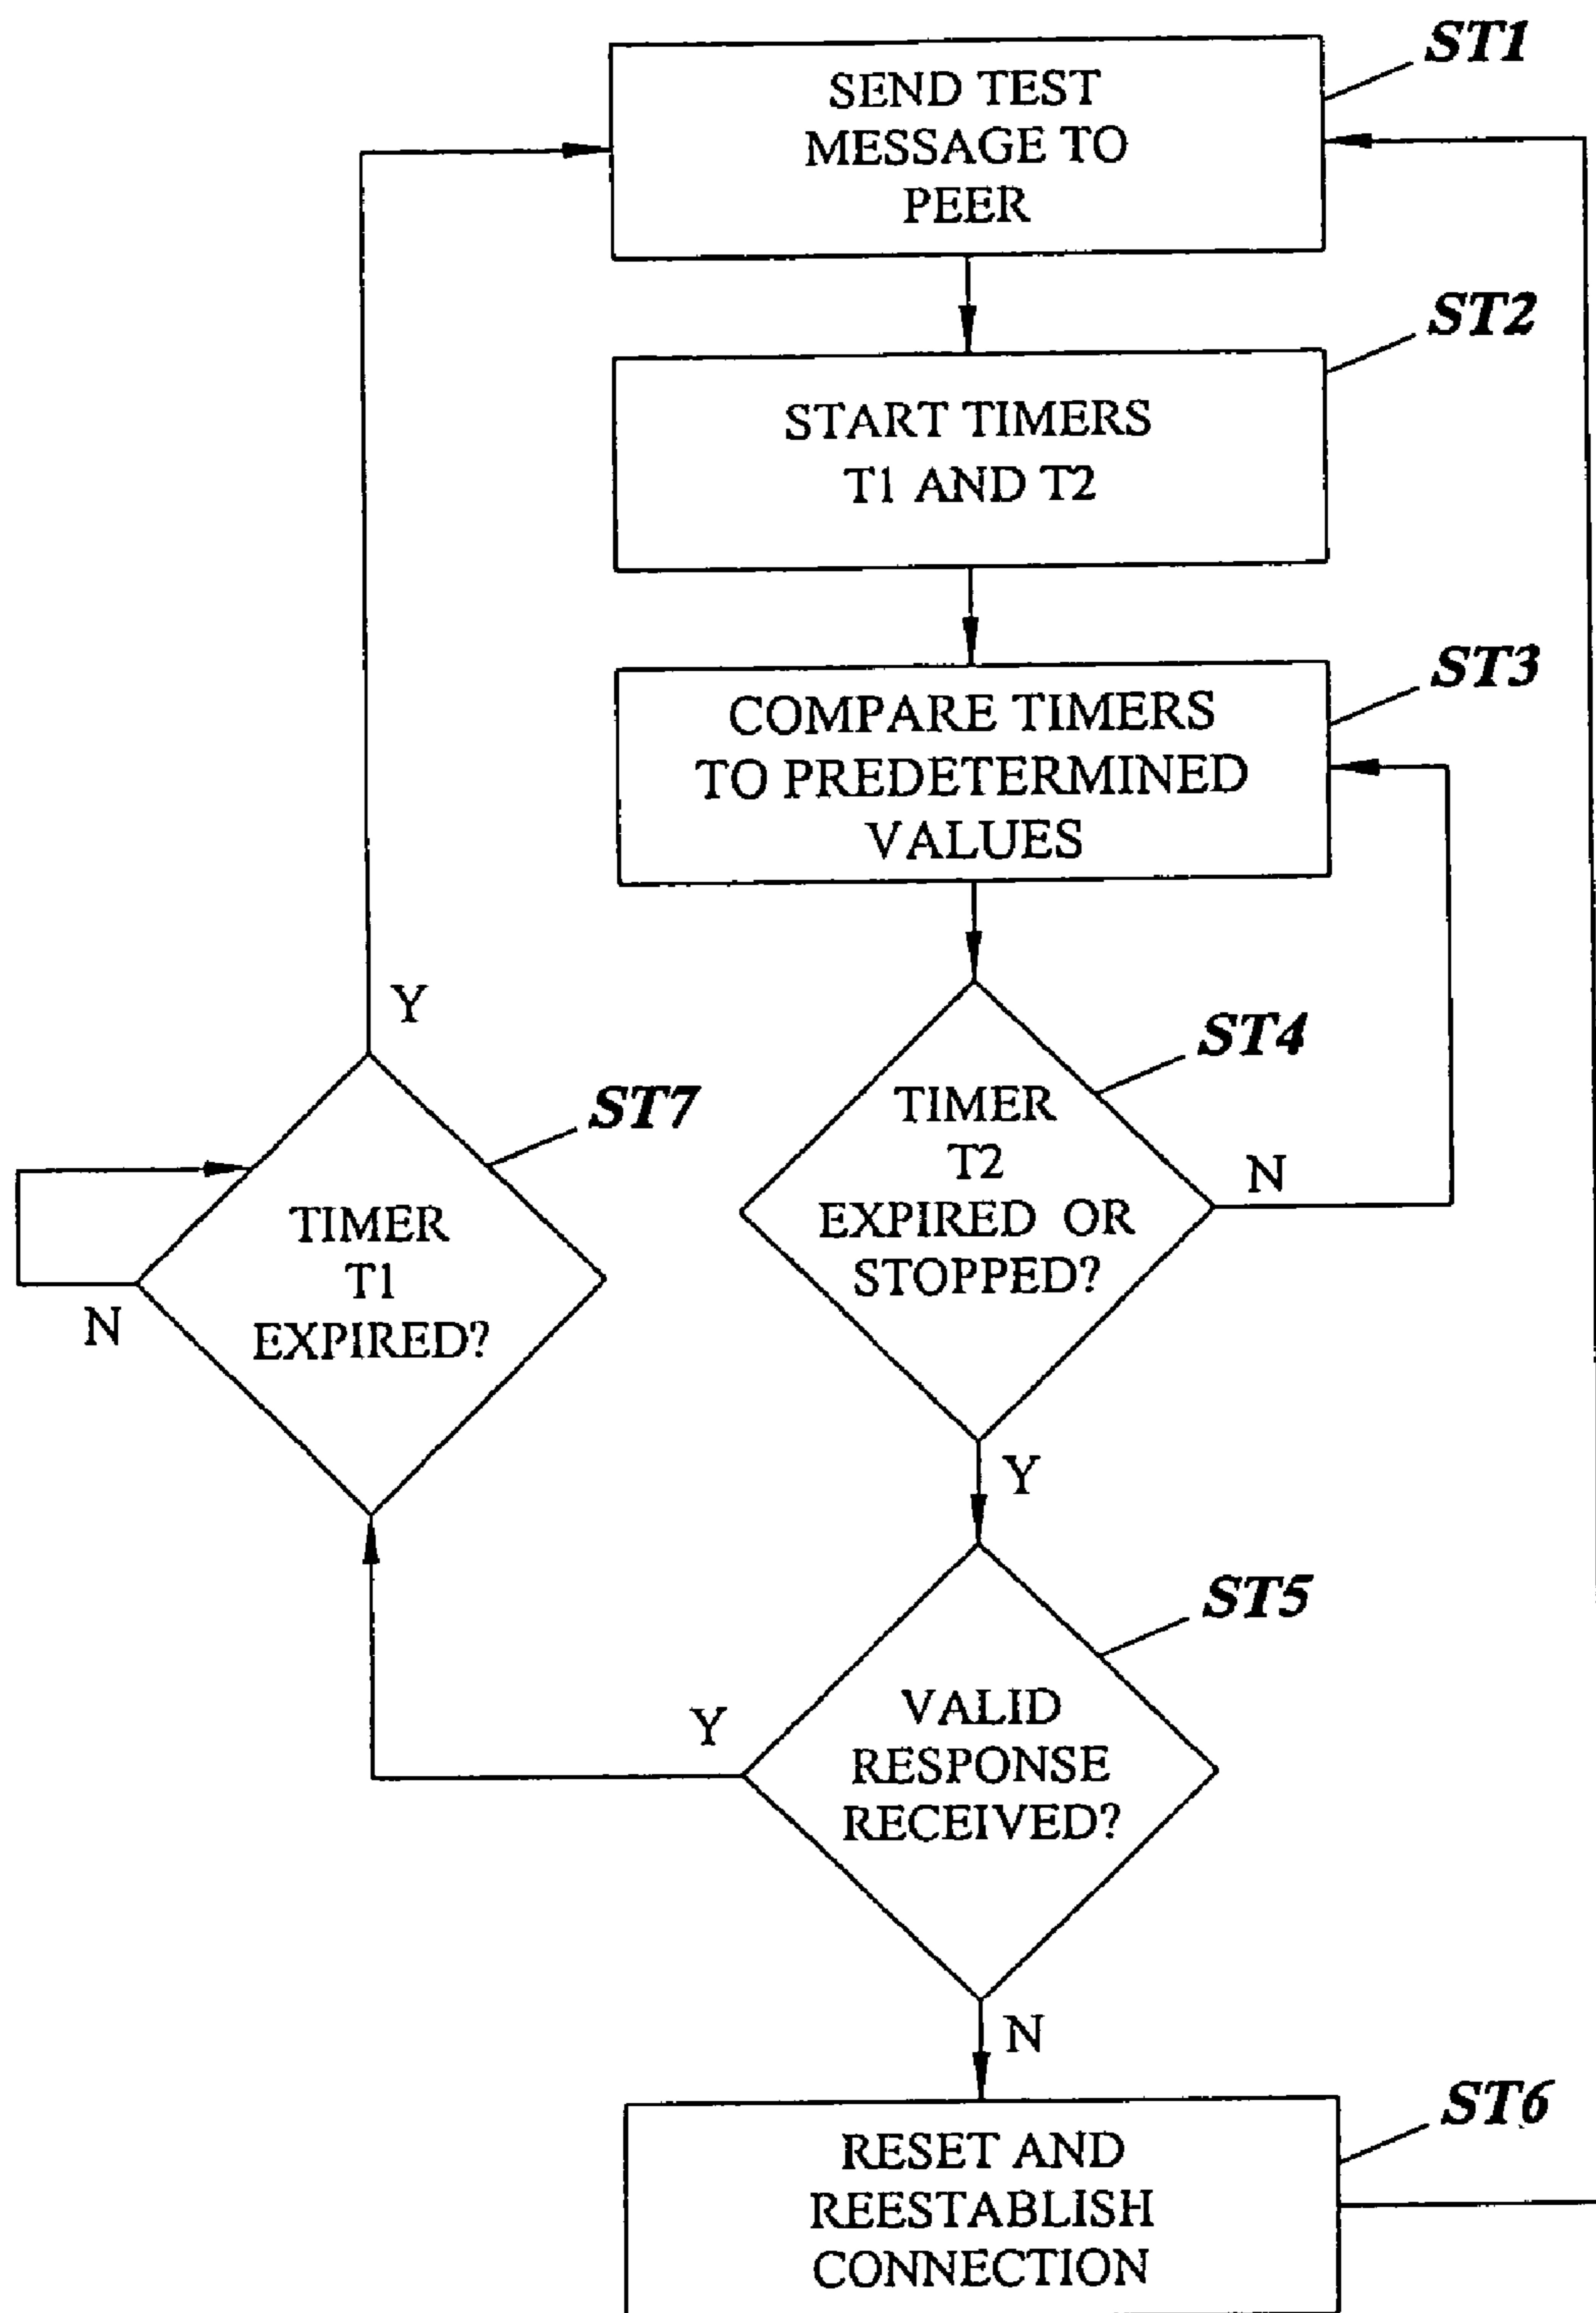 ST1
SEND TEST
MESSAGE TO
PEER
ST2
START TIMERS
T1 AND T2
ST3
COMPARE TIMERS
TO PREDETERMINED
VALUES
Y
ST4
TIMER
T2
EXPIRED OR
STOPPED?
N
ST7
TIMER
T1
EXPIRED?
N
Y
ST5
VALID
RESPONSE
RECEIVED?
Y
N
ST6
RESET AND
REESTABLISH
CONNECTION